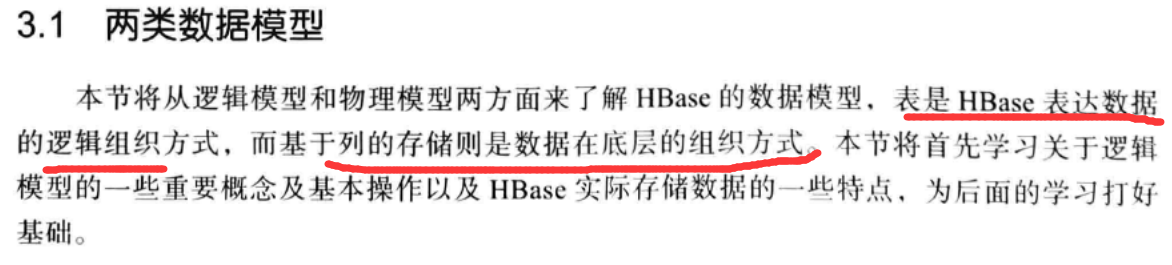 3.1 两类数据模型
本节将从逻辑模型和物理模型两方面来了解 HBase 的数据模型，表是 HBase 表达数据
的逻辑组织方式，而基于列的存储则是数据在底层的组织方式。本节将首先学习关于逻辑
模型的一些重要概念及基本操作以及 HBase 实际存储数据的一些特点，为后面的学习打好
基础。